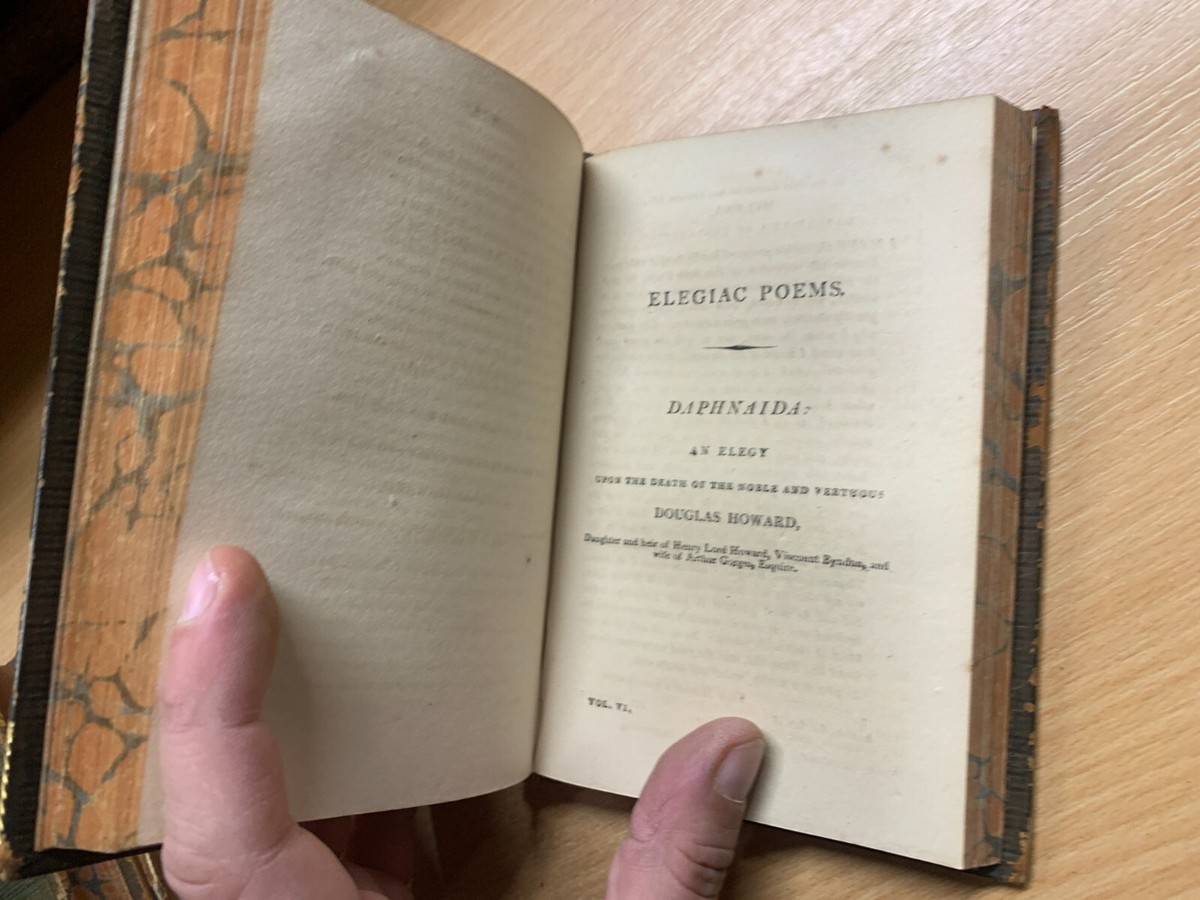 ELEGIAC POEMS.
DAPHNAIDA:
AN ELEGY
UPON THE DEATH OF THE NOBLE AND VERTUOUS
DOUGLAS HOWARD,
Daughter and heir of Henry Lord Howard, Viscount Byndon, and
wife of Arthur Gorges, Esquire.
VOL. VI.